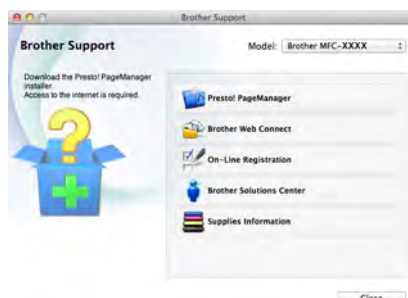 Brother Support
Brother Support
Model: Brother MFC-XXXX
Download the Presto! PageManager
installer.
Access to the internet is required.
Presto! PageManager
Brother Web Connect
On-Line Registration
Brother Solutions Center
Supplies Information
Close